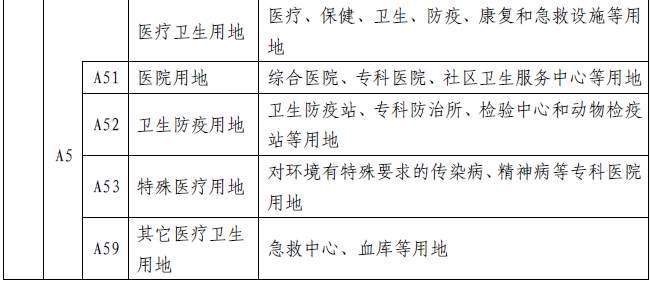 医疗卫生用地
医疗、保健、卫生、防疫、康复和急救设施等用
地
A5
A51
医院用地
综合医院、专科医院、社区卫生服务中心等用地
A52
卫生防疫用地
卫生防疫站、专科防治所、检验中心和动物检疫
站等用地
A53
特殊医疗用地
对环境有特殊要求的传染病、精神病等专科医院
用地
A59
其它医疗卫生
用地
急救中心、血库等用地